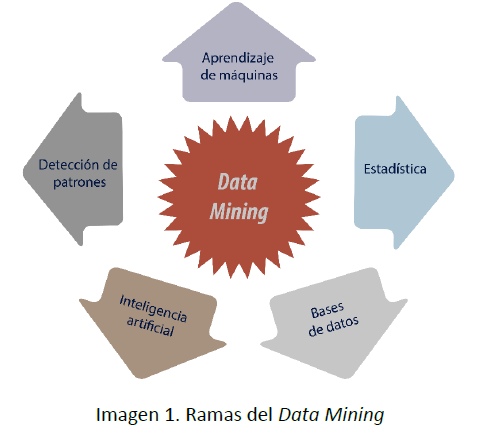 Aprendizaje
de máquinas
Detección de
patrones
Data
Mining
Estadística
Inteligencia
artificial
Bases
de datos
Imagen 1. Ramas del Data Mining